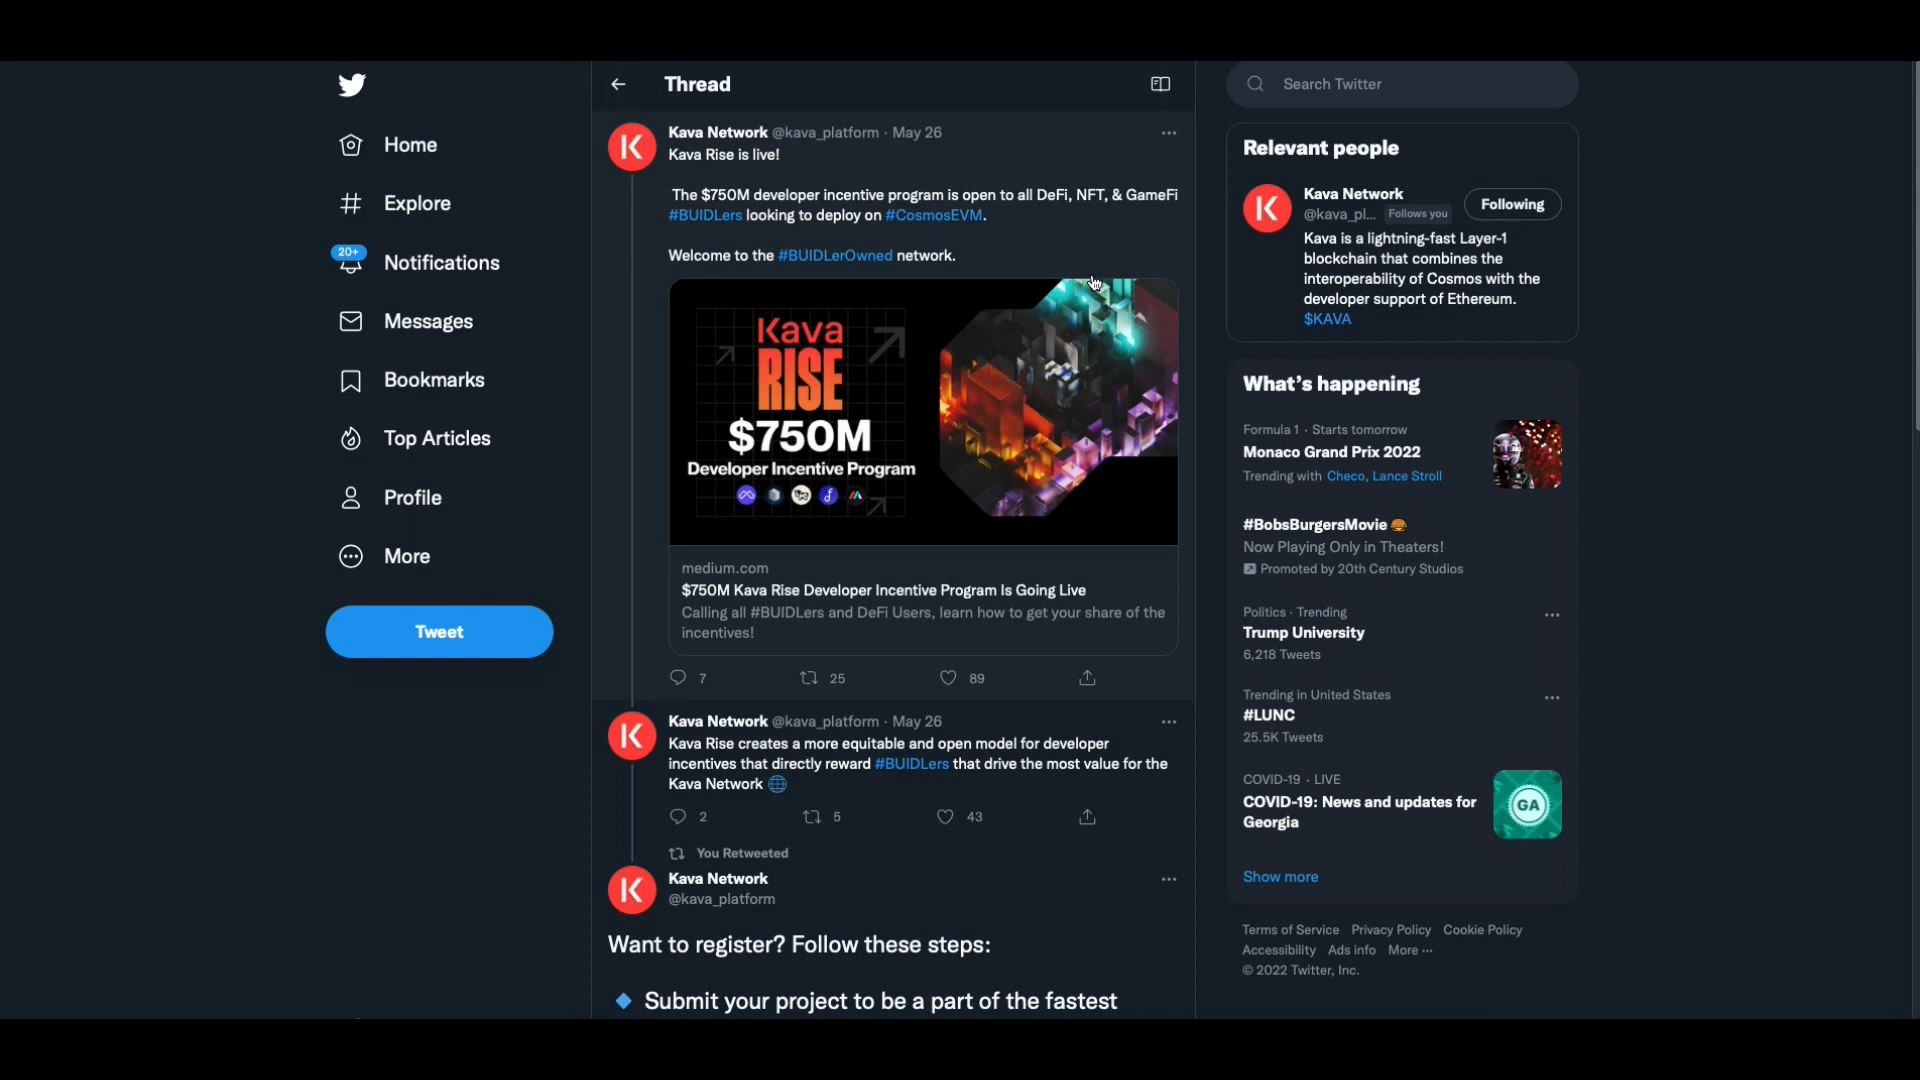 Home
Explore
20+
Notifications
Messages
Bookmarks
Top Articles
Profile
More
Tweet
Thread
Kava Network @kava_platform · May 26
Kava Rise is live!
The $750M developer incentive program is open to all DeFi, NFT, & GameFi
#BUIDLers looking to deploy on #CosmosEVM.
Welcome to the #BUIDLerOwned network.
Kava
RISE
$750M
Developer Incentive Program
medium.com
$750M Kava Rise Developer Incentive Program Is Going Live
Calling all #BUIDLers and DeFi Users, learn how to get your share of the
incentives!
7 25 89
Kava Network @kava_platform · May 26
Kava Rise creates a more equitable and open model for developer
incentives that directly reward #BUIDLers that drive the most value for the
Kava Network
2 5 43
You Retweeted
Kava Network
@kava_platform
Want to register? Follow these steps:
Submit your project to be a part of the fastest
Search Twitter
Relevant people
Kava Network
@kava_pl... Follows you
Following
Kava is a lightning-fast Layer-1
blockchain that combines the
interoperability of Cosmos with the
developer support of Ethereum.
$KAVA
What's happening
Formula 1 · Starts tomorrow
Monaco Grand Prix 2022
Trending with Checo, Lance Stroll
#BobsBurgersMovie
Now Playing Only in Theaters!
Promoted by 20th Century Studios
Politics · Trending
Trump University
6,218 Tweets
Trending in United States
#LUNC
25.5K Tweets
COVID-19 · LIVE
COVID-19: News and updates for
Georgia
GA
Show more
Terms of Service Privacy Policy Cookie Policy
Accessibility Ads info More ···
© 2022 Twitter, Inc.